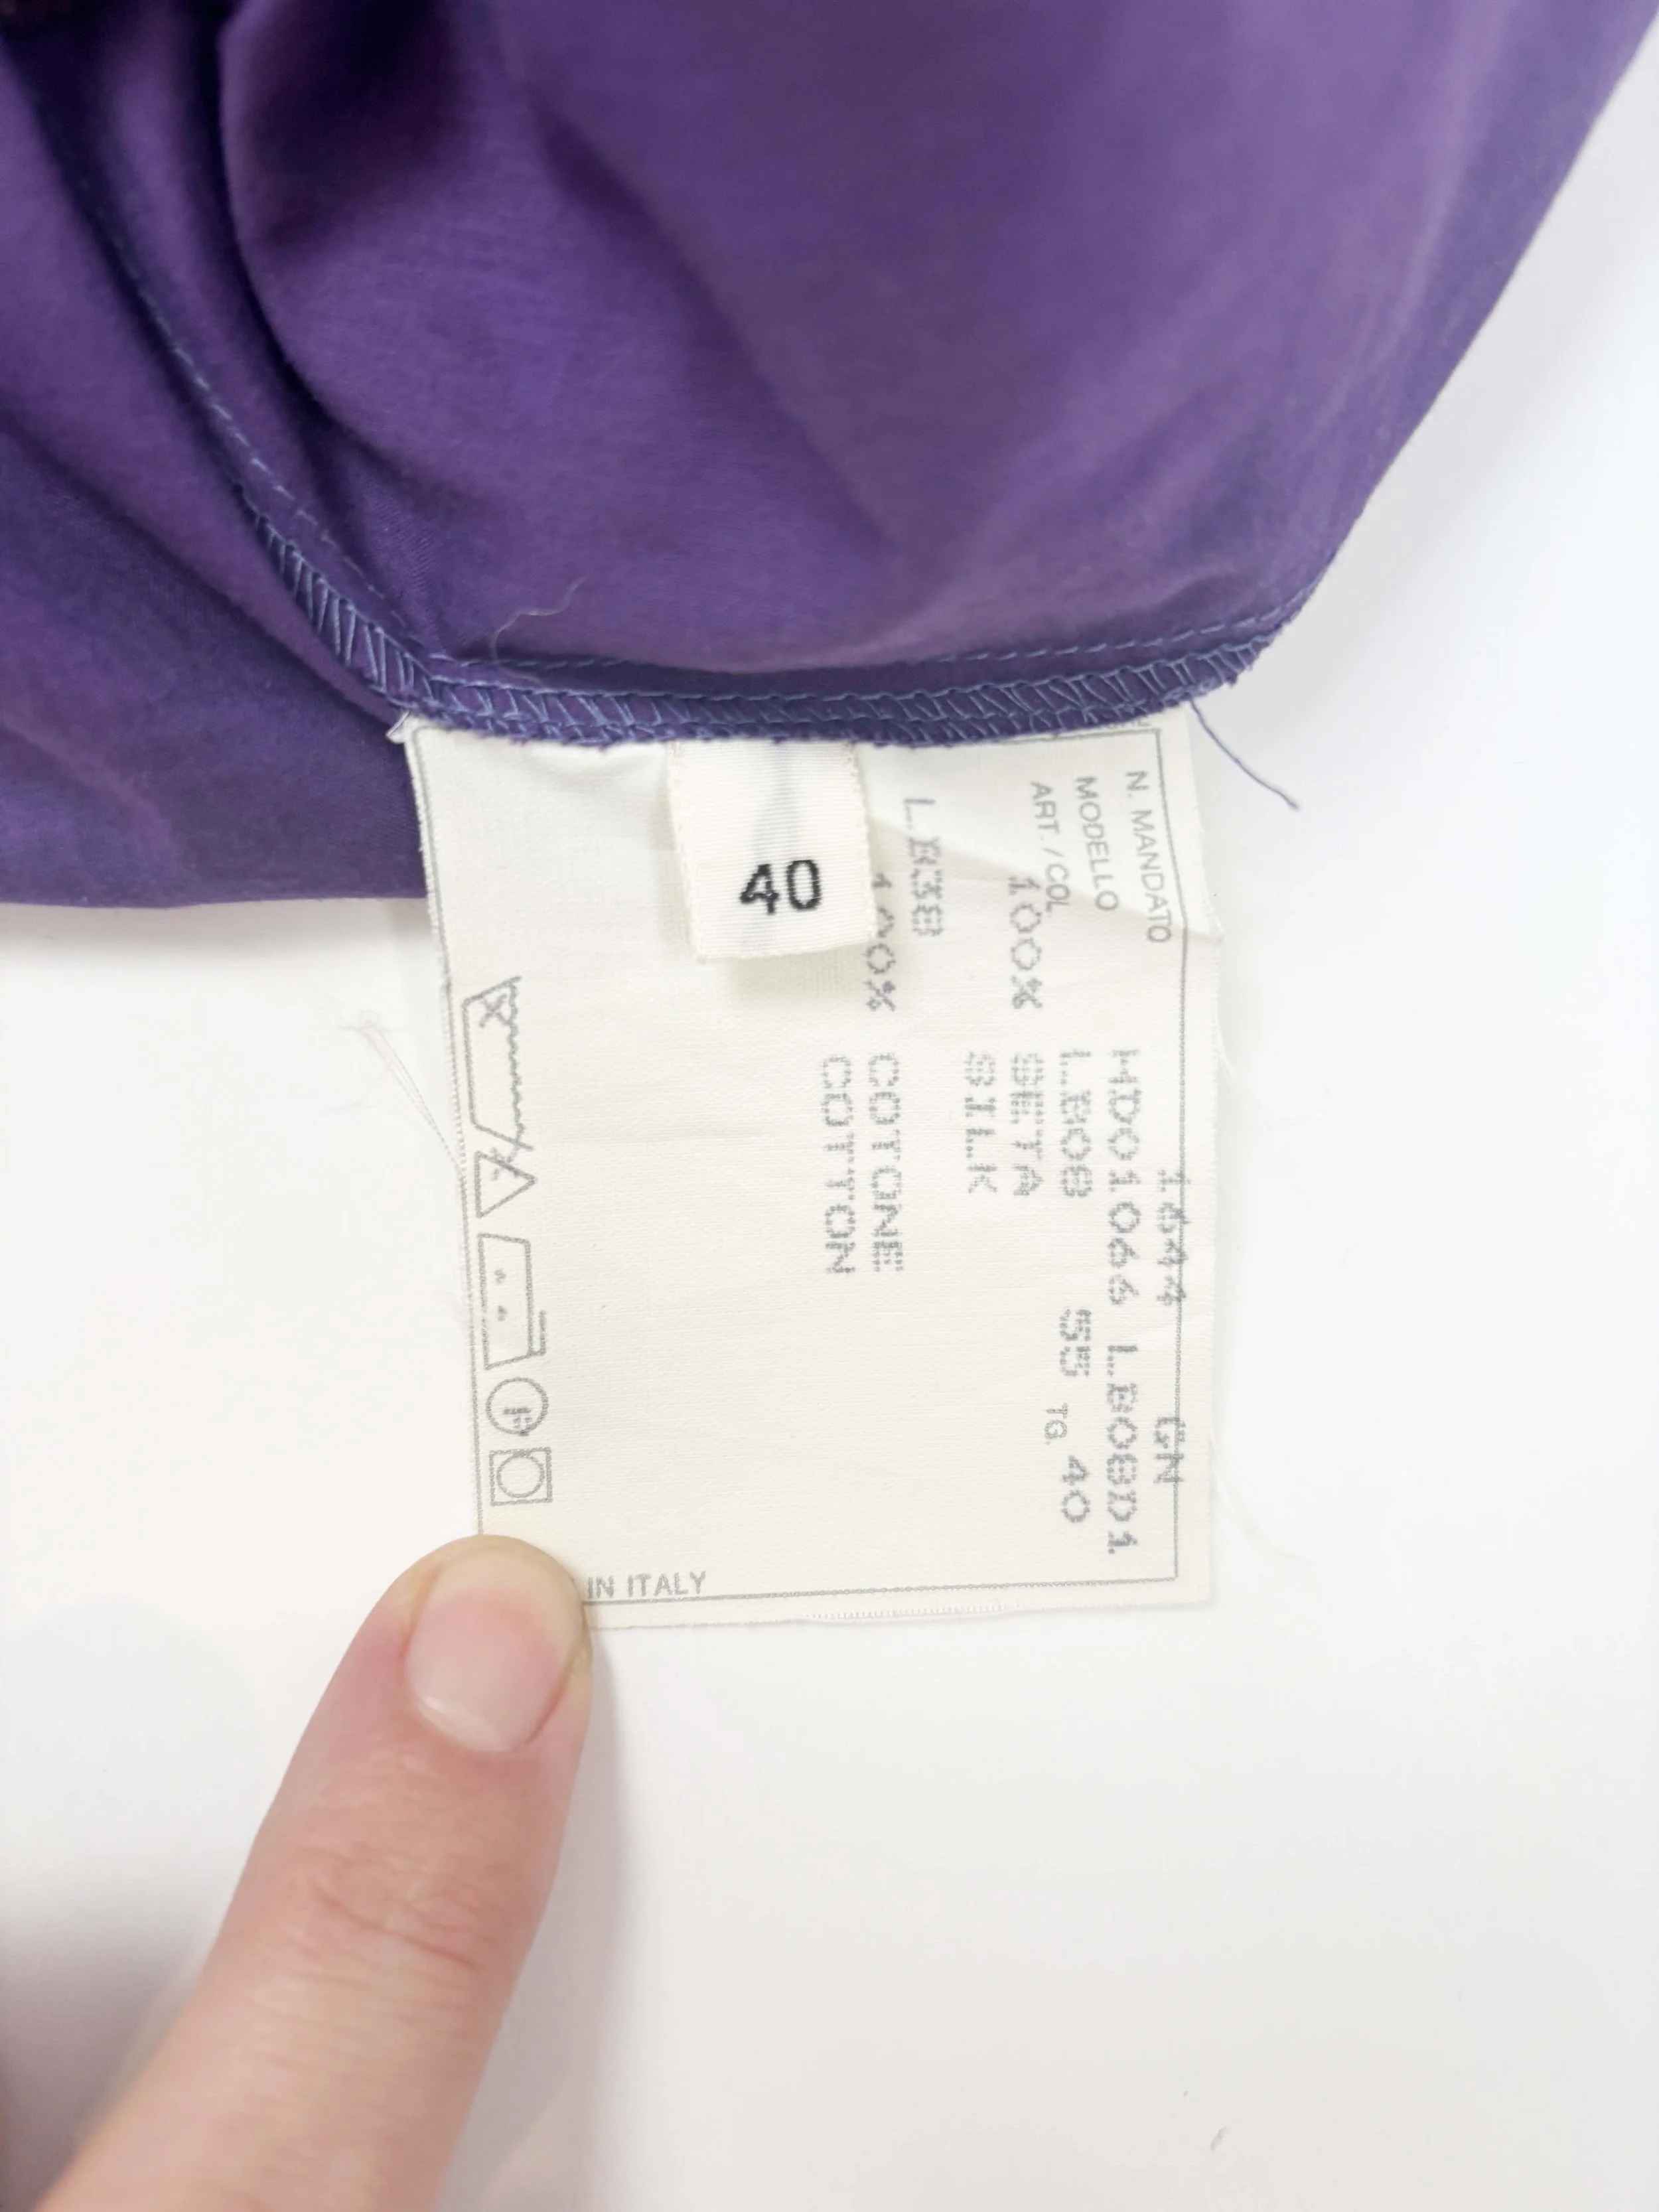 40
N. MANDATO 1644 GN
MODELLO HD01066 LB08D1
ART./COL. LB08 55 TG. 40
100% SETA
SILK
LB38
100% COTONE
COTTON
IN ITALY